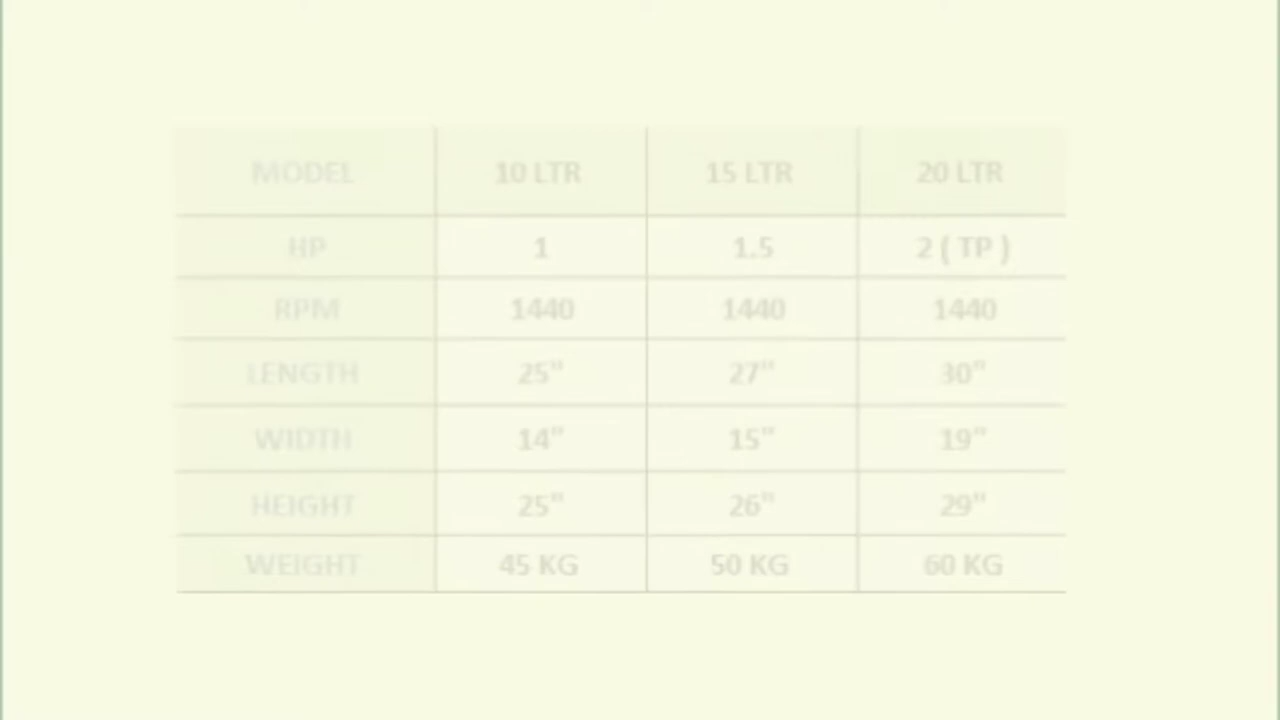 MODEL 10 LTR 15 LTR 20 LTR
HP 1 1.5 2 ( TP )
RPM 1440 1440 1440
LENGTH 25" 27" 30"
WIDTH 14" 15" 19"
HEIGHT 25" 26" 29"
WEIGHT 45 KG 50 KG 60 KG